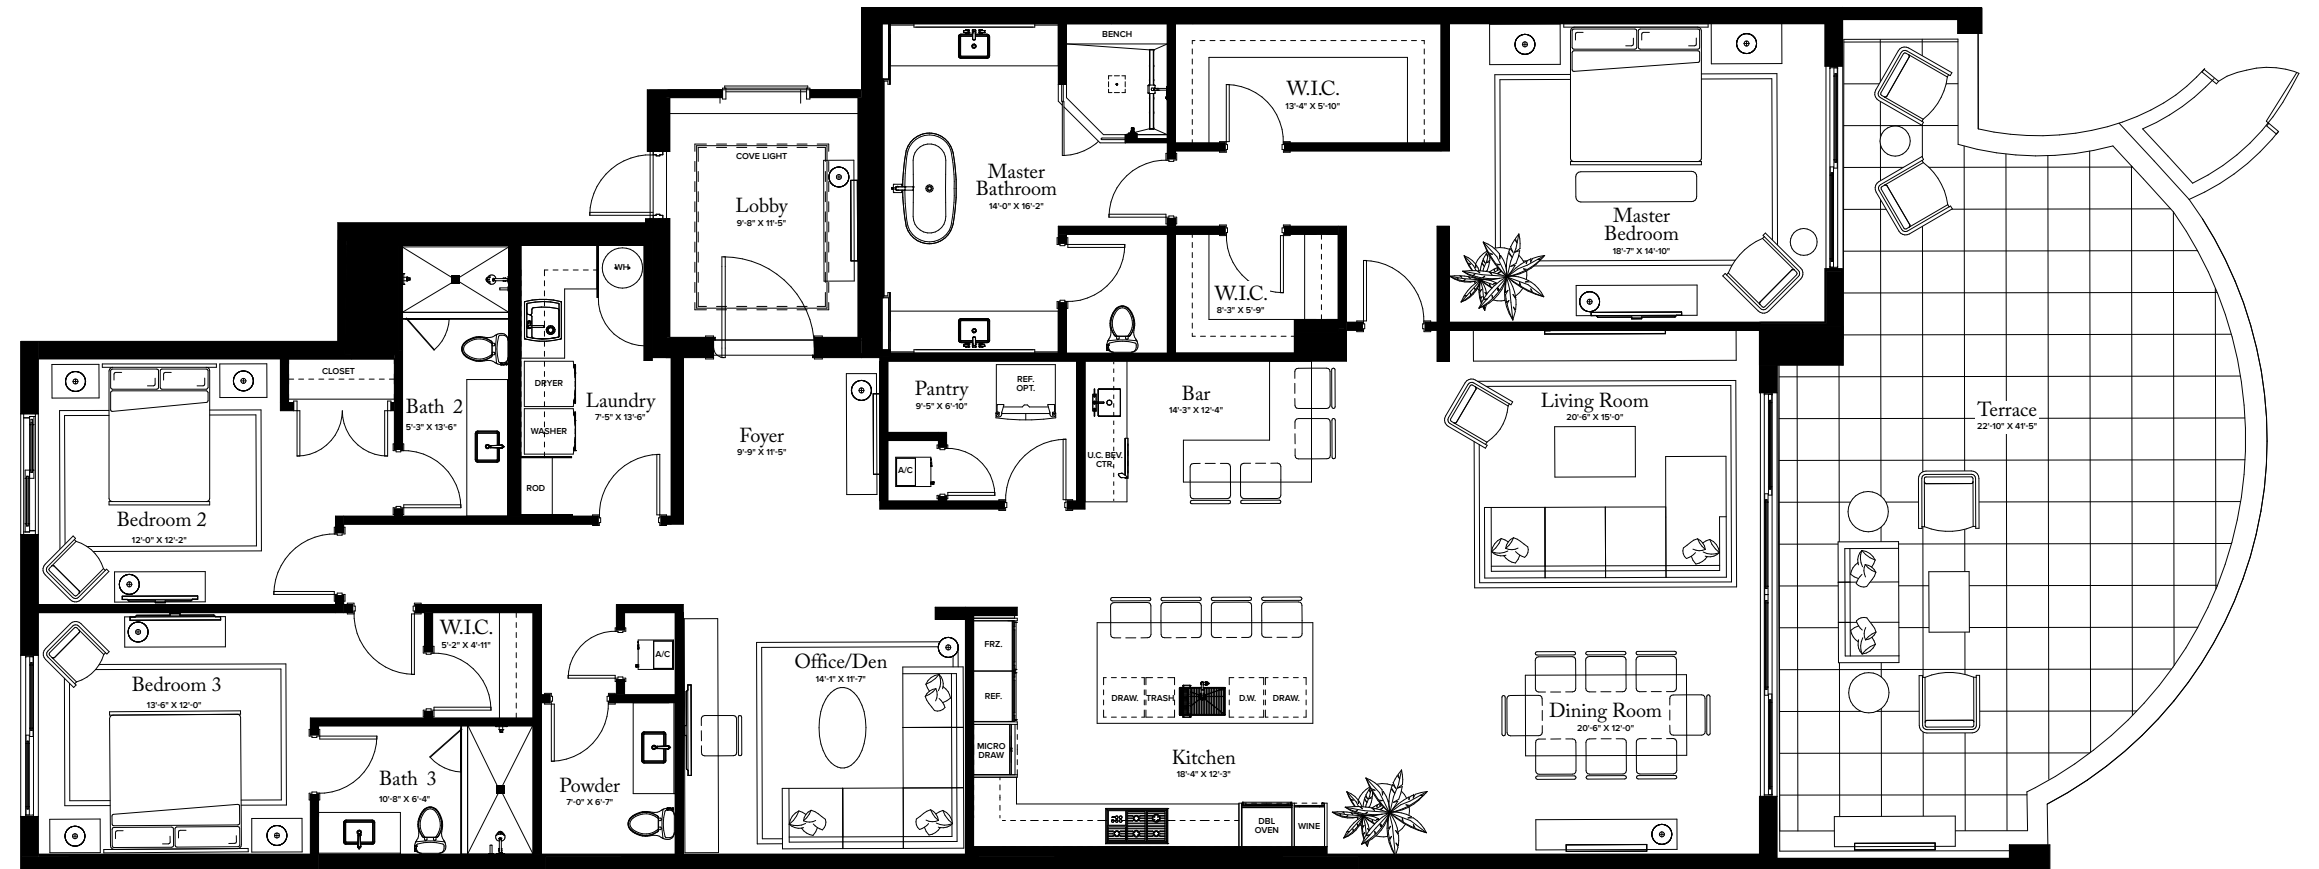 BENCH
W.I.C.
13'-4" X 5'-10"
COVE LIGHT
Lobby
9'-8" X 11'-5"
Master
Bathroom
14'-0" X 16'-2"
Master
Bedroom
18'-7" X 14'-10"
WH
W.I.C.
8'-3" X 5'-9"
CLOSET
DRYER
WASHER
ROD
Bath 2
5'-3" X 13'-6"
Laundry
7'-5" X 13'-6"
Foyer
9'-9" X 11'-5"
Pantry
9'-5" X 6'-10"
REF.
OPT.
A/C
Bar
14'-3" X 12'-4"
U.C. BEV.
CTR.
Living Room
20'-6" X 15'-0"
Terrace
22'-10" X 41'-5"
Bedroom 2
12'-0" X 12'-2"
W.I.C.
5'-2" X 4'-11"
A/C
Office/Den
14'-1" X 11'-7"
FRZ.
REF.
MICRO
DRAW
DRAW.
TRASH
D.W.
DRAW.
Bedroom 3
13'-6" X 12'-0"
Dining Room
20'-6" X 12'-0"
Kitchen
18'-4" X 12'-3"
Bath 3
10'-8" X 6'-4"
Powder
7'-0" X 6'-7"
DBL
OVEN
WINE